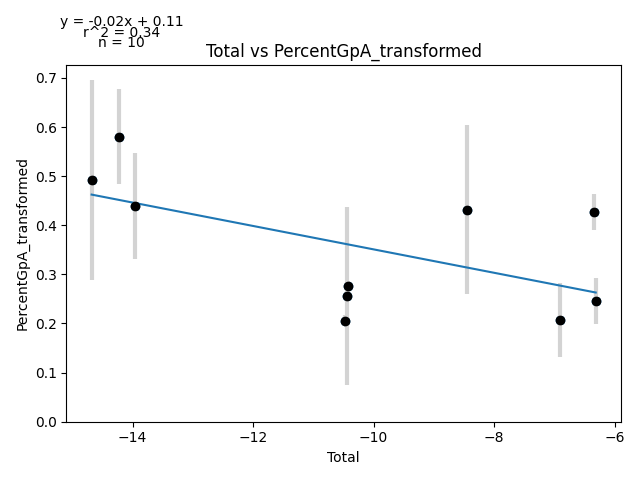 y = -0.02x + 0.11
r^2 = 0.34
n = 10
Total vs PercentGpA_transformed
PercentGpA_transformed
0.7
0.6
0.5
0.4
0.3
0.2
0.1
0.0
−14
−12
−10
−8
−6
Total